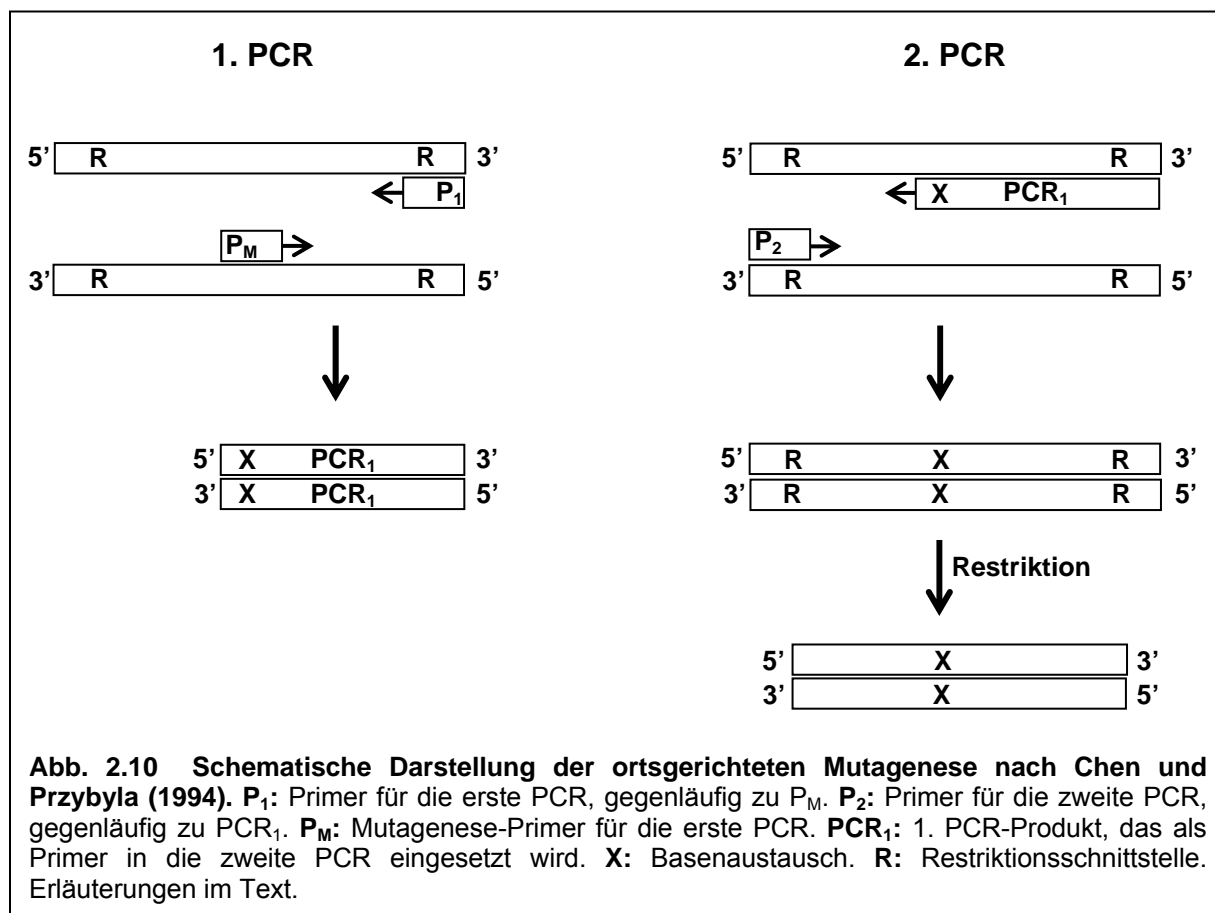 1. PCR
5’ R R 3’
P₁
P_M
3’ R R 5’
5’ X PCR₁ 3’
3’ X PCR₁ 5’
2. PCR
5’ R R 3’
X PCR₁
P₂
3’ R R 5’
5’ R X R 3’
3’ R X R 5’
Restriktion
5’ X 3’
3’ X 5’
Abb. 2.10 Schematische Darstellung der ortsgerichteten Mutagenese nach Chen und
Przybyla (1994). P₁: Primer für die erste PCR, gegenläufig zu P_M. P₂: Primer für die zweite PCR,
gegenläufig zu PCR₁. P_M: Mutagenese-Primer für die erste PCR. PCR₁: 1. PCR-Produkt, das als
Primer in die zweite PCR eingesetzt wird. X: Basenaustausch. R: Restriktionsschnittstelle.
Erläuterungen im Text.